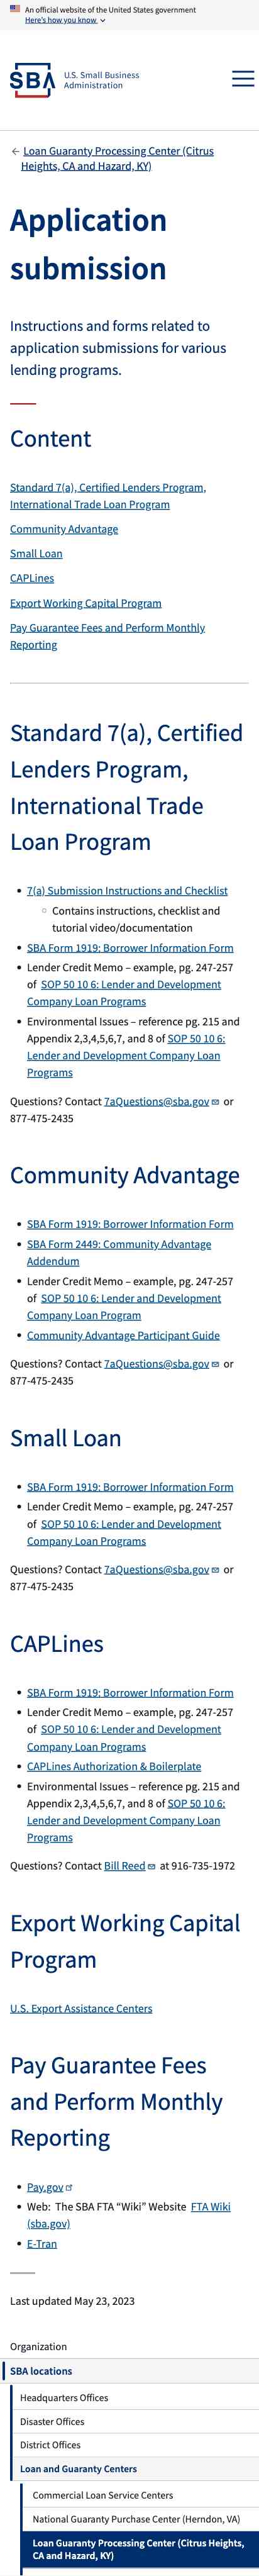 An official website of the United States government
Here's how you know
SBA
U.S. Small Business
Administration
Loan Guaranty Processing Center (Citrus
Heights, CA and Hazard, KY)
Application
submission
Instructions and forms related to
application submissions for various
lending programs.
Content
Standard 7(a), Certified Lenders Program,
International Trade Loan Program
Community Advantage
Small Loan
CAPLines
Export Working Capital Program
Pay Guarantee Fees and Perform Monthly
Reporting
Standard 7(a), Certified
Lenders Program,
International Trade
Loan Program
7(a) Submission Instructions and Checklist
Contains instructions, checklist and
tutorial video/documentation
SBA Form 1919: Borrower Information Form
Lender Credit Memo – example, pg. 247-257
of SOP 50 10 6: Lender and Development
Company Loan Programs
Environmental Issues – reference pg. 215 and
Appendix 2,3,4,5,6,7, and 8 of SOP 50 10 6:
Lender and Development Company Loan
Programs
Questions? Contact 7aQuestions@sba.gov or
877-475-2435
Community Advantage
SBA Form 1919: Borrower Information Form
SBA Form 2449: Community Advantage
Addendum
Lender Credit Memo – example, pg. 247-257
of SOP 50 10 6: Lender and Development
Company Loan Program
Community Advantage Participant Guide
Questions? Contact 7aQuestions@sba.gov or
877-475-2435
Small Loan
SBA Form 1919: Borrower Information Form
Lender Credit Memo – example, pg. 247-257
of SOP 50 10 6: Lender and Development
Company Loan Programs
Questions? Contact 7aQuestions@sba.gov or
877-475-2435
CAPLines
SBA Form 1919: Borrower Information Form
Lender Credit Memo – example, pg. 247-257
of SOP 50 10 6: Lender and Development
Company Loan Programs
CAPLines Authorization & Boilerplate
Environmental Issues – reference pg. 215 and
Appendix 2,3,4,5,6,7, and 8 of SOP 50 10 6:
Lender and Development Company Loan
Programs
Questions? Contact Bill Reed at 916-735-1972
Export Working Capital
Program
U.S. Export Assistance Centers
Pay Guarantee Fees
and Perform Monthly
Reporting
Pay.gov
Web: The SBA FTA “Wiki” Website FTA Wiki
(sba.gov)
E-Tran
Last updated May 23, 2023
Organization
SBA locations
Headquarters Offices
Disaster Offices
District Offices
Loan and Guaranty Centers
Commercial Loan Service Centers
National Guaranty Purchase Center (Herndon, VA)
Loan Guaranty Processing Center (Citrus Heights,
CA and Hazard, KY)